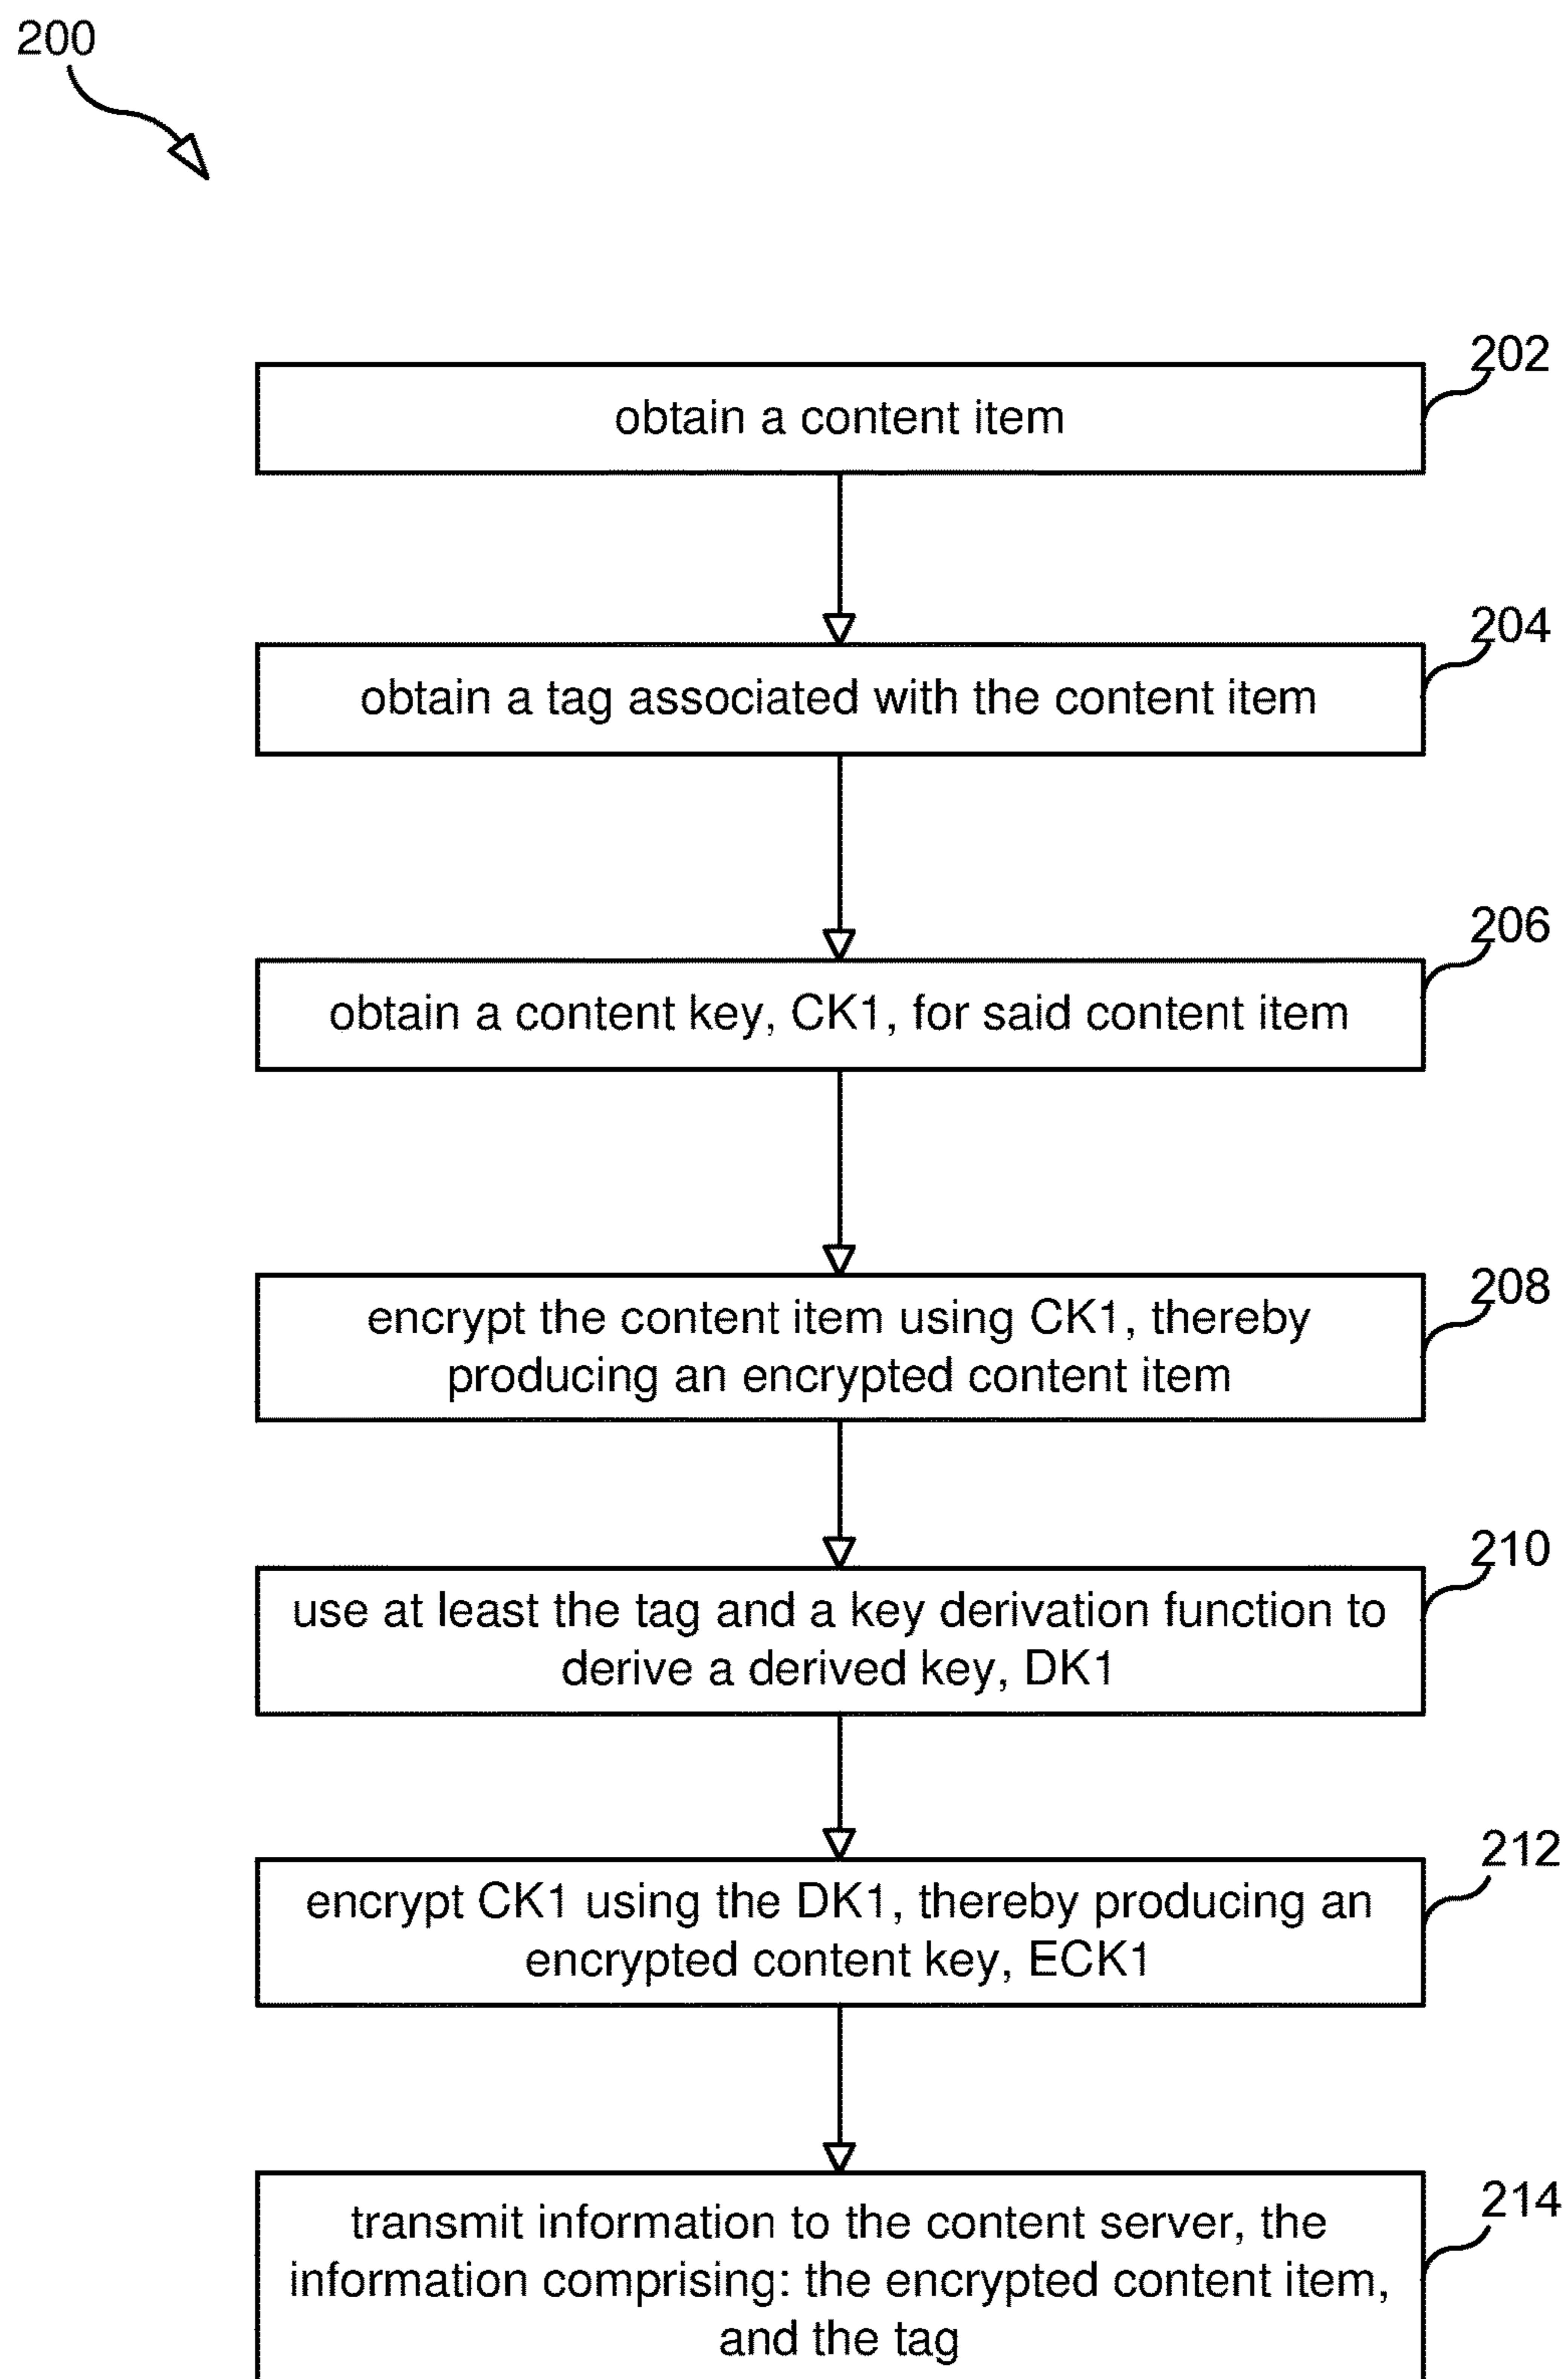 200
202
obtain a content item
204
obtain a tag associated with the content item
206
obtain a content key, CK1, for said content item
208
encrypt the content item using CK1, thereby
producing an encrypted content item
210
use at least the tag and a key derivation function to
derive a derived key, DK1
212
encrypt CK1 using the DK1, thereby producing an
encrypted content key, ECK1
214
transmit information to the content server, the
information comprising: the encrypted content item,
and the tag